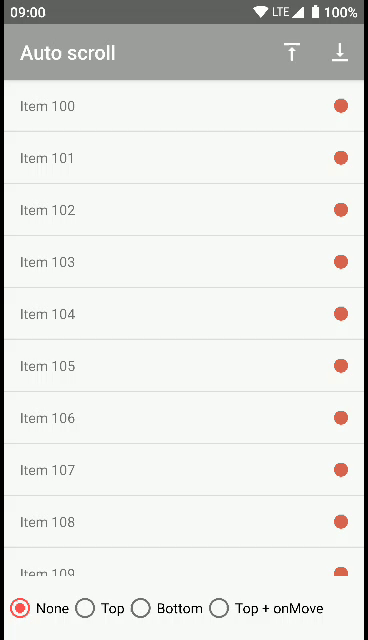 09:00 LTE 100%
Auto scroll
Item 100
Item 101
Item 102
Item 103
Item 104
Item 105
Item 106
Item 107
Item 108
Item 109
None Top Bottom Top + onMove